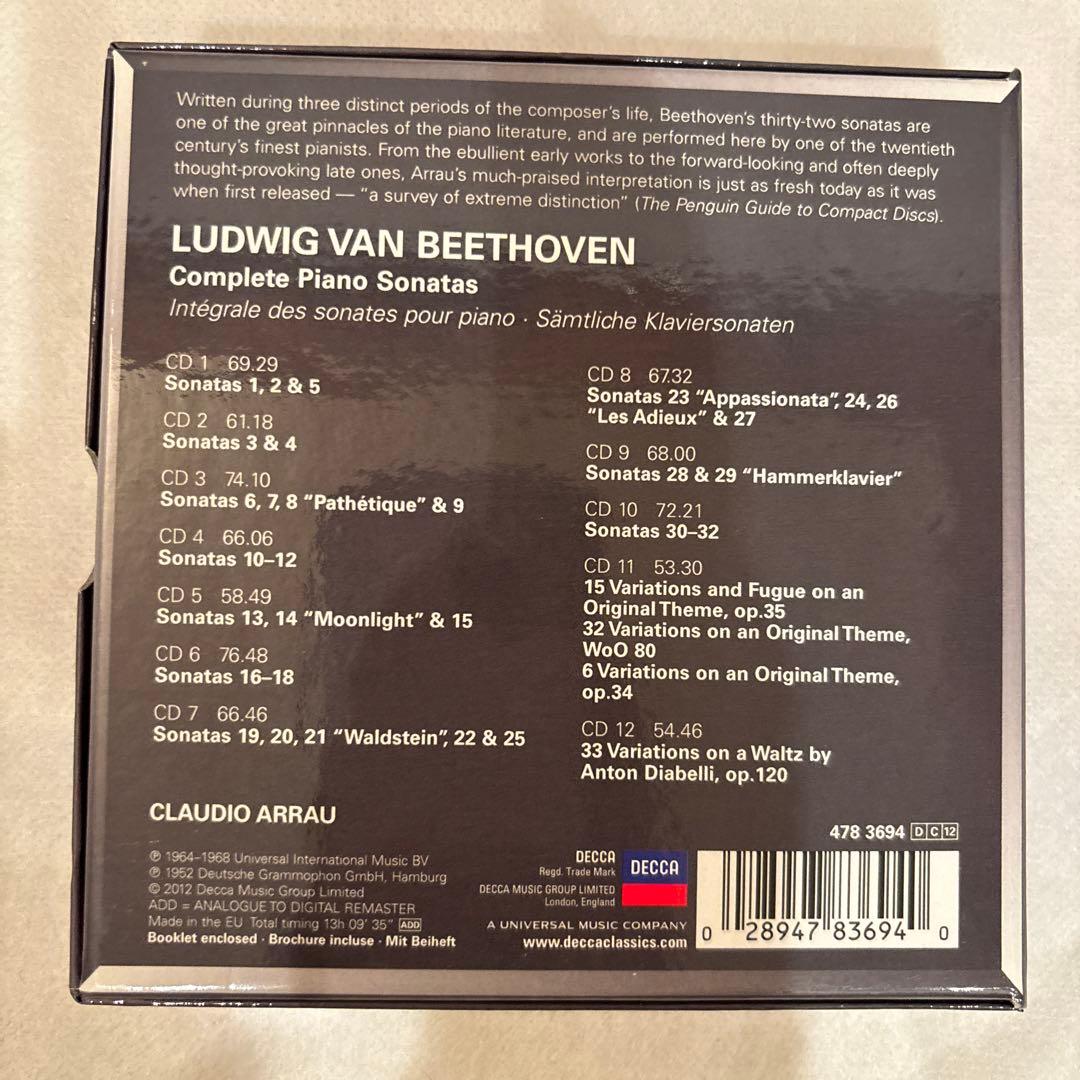 Written during three distinct periods of the composer's life, Beethoven's thirty-two sonatas are
one of the great pinnacles of the piano literature, and are performed here by one of the twentieth
century's finest pianists. From the ebullient early works to the forward-looking and often deeply
thought-provoking late ones, Arrau's much-praised interpretation is just as fresh today as it was
when first released — "a survey of extreme distinction" (The Penguin Guide to Compact Discs).
LUDWIG VAN BEETHOVEN
Complete Piano Sonatas
Intégrale des sonates pour piano · Sämtliche Klaviersonaten
CD 1 69.29
Sonatas 1, 2 & 5
CD 2 61.18
Sonatas 3 & 4
CD 3 74.10
Sonatas 6, 7, 8 "Pathétique" & 9
CD 4 66.06
Sonatas 10–12
CD 5 58.49
Sonatas 13, 14 "Moonlight" & 15
CD 6 76.48
Sonatas 16–18
CD 7 66.46
Sonatas 19, 20, 21 "Waldstein", 22 & 25
CD 8 67.32
Sonatas 23 "Appassionata", 24, 26
"Les Adieux" & 27
CD 9 68.00
Sonatas 28 & 29 "Hammerklavier"
CD 10 72.21
Sonatas 30–32
CD 11 53.30
15 Variations and Fugue on an
Original Theme, op.35
32 Variations on an Original Theme,
WoO 80
6 Variations on an Original Theme,
op.34
CD 12 54.46
33 Variations on a Waltz by
Anton Diabelli, op.120
CLAUDIO ARRAU
℗ 1964–1968 Universal International Music BV
℗ 1952 Deutsche Grammophon GmbH, Hamburg
© 2012 Decca Music Group Limited
ADD = ANALOGUE TO DIGITAL REMASTER
Made in the EU Total timing 13h 09' 35" ADD
Booklet enclosed · Brochure incluse · Mit Beiheft
478 3694 D C 12
DECCA
Regd. Trade Mark
DECCA MUSIC GROUP LIMITED
London, England
DECCA
A UNIVERSAL MUSIC COMPANY
www.deccaclassics.com
0 28947 83694 0